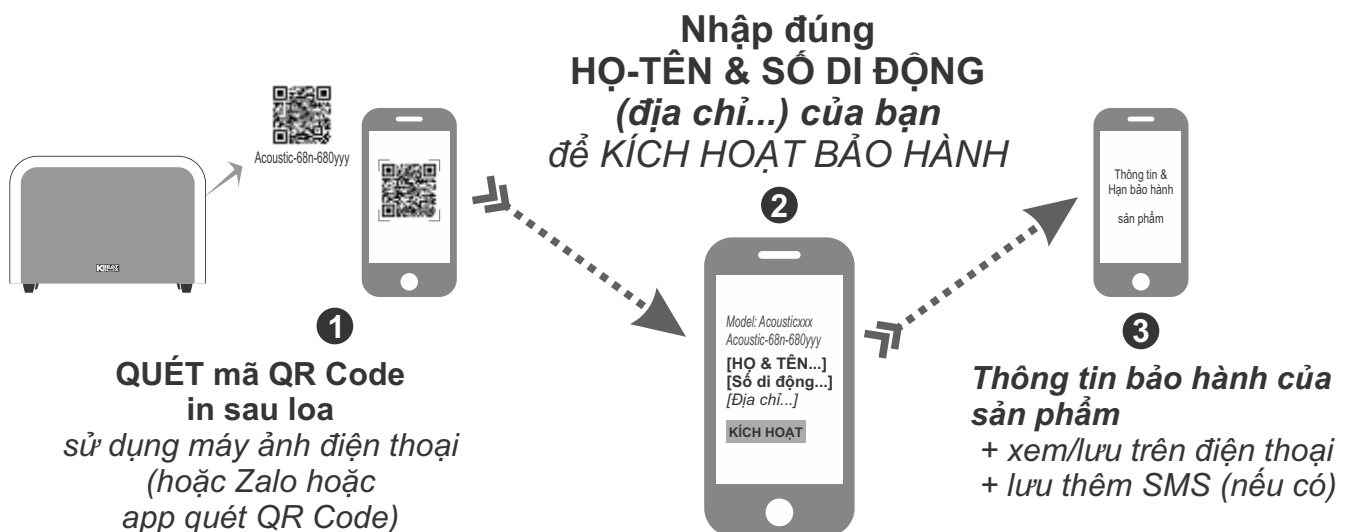 Acoustic-68n-680yyy
1
QUÉT mã QR Code
in sau loa
sử dụng máy ảnh điện thoại
(hoặc Zalo hoặc
app quét QR Code)
Nhập đúng
HỌ-TÊN & SỐ DI ĐỘNG
(địa chỉ...) của bạn
để KÍCH HOẠT BẢO HÀNH
2
Model: Acousticxxx
Acoustic-68n-680yyy
[HỌ & TÊN...]
[Số di động...]
[Địa chỉ...]
KÍCH HOẠT
Thông tin &
Hạn bảo hành
sản phẩm
3
Thông tin bảo hành của
sản phẩm
+ xem/lưu trên điện thoại
+ lưu thêm SMS (nếu có)